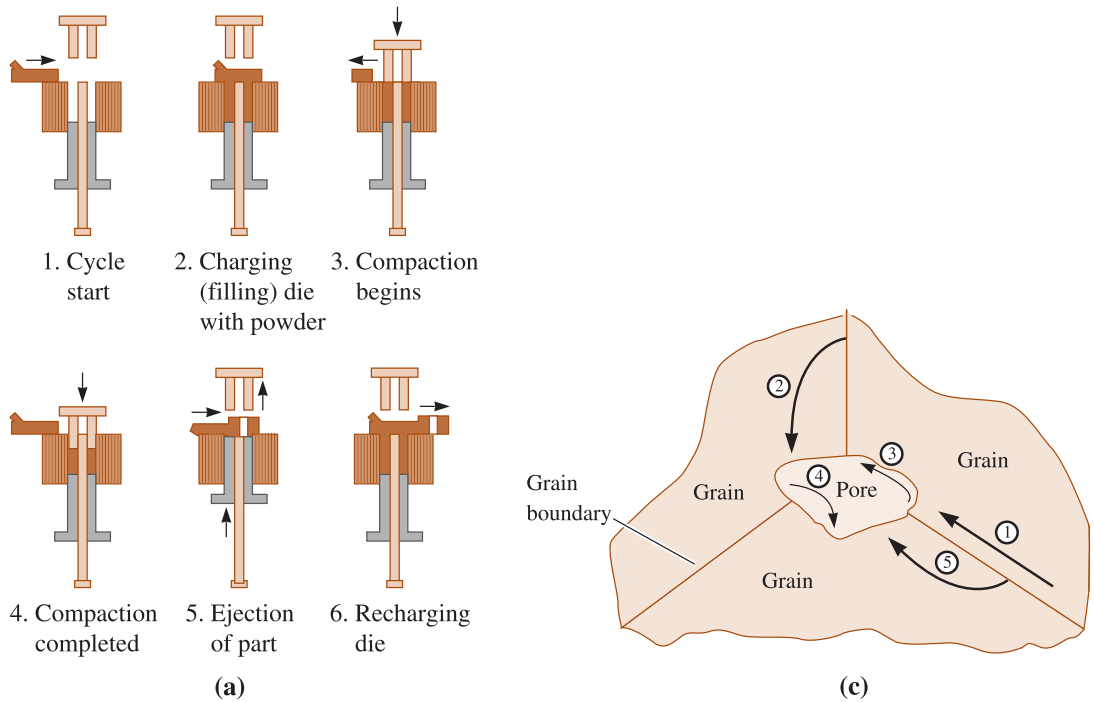 1. Cycle
start
2. Charging
(filling) die
with powder
3. Compaction
begins
4. Compaction
completed
5. Ejection
of part
6. Recharging
die
(a)
2
3
4
Pore
Grain
Grain
Grain
boundary
1
5
Grain
(c)